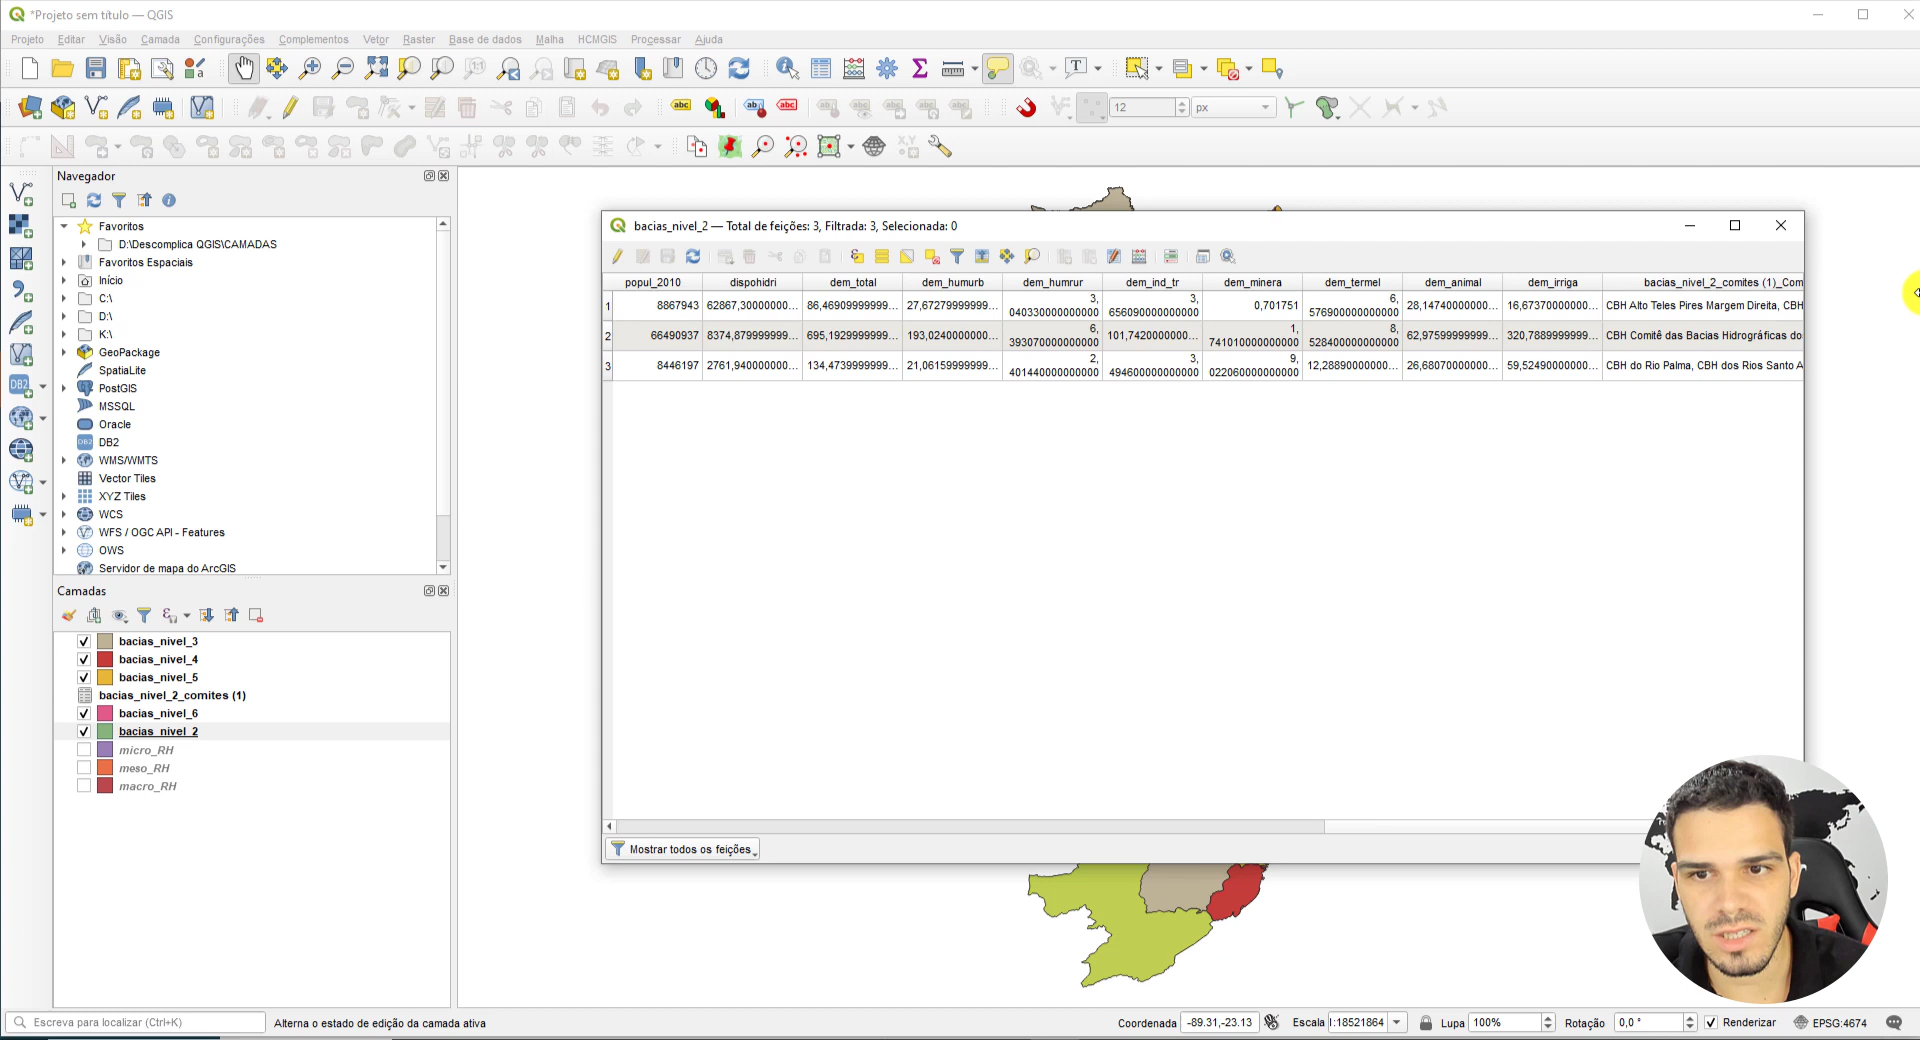 *Projeto sem título — QGIS
Projeto Editar Visão Camada Configurações Complementos Vetor Raster Base de dados Malha HCMGIS Processar Ajuda
12 px
Navegador
Favoritos
D:\Descomplica QGIS\CAMADAS
Favoritos Espaciais
Início
C:\
D:\
K:\
GeoPackage
SpatiaLite
PostGIS
MSSQL
Oracle
DB2
WMS/WMTS
Vector Tiles
XYZ Tiles
WCS
WFS / OGC API - Features
OWS
Servidor de mapa do ArcGIS
Camadas
bacias_nivel_3
bacias_nivel_4
bacias_nivel_5
bacias_nivel_2_comites (1)
bacias_nivel_6
bacias_nivel_2
micro_RH
meso_RH
macro_RH
bacias_nivel_2 — Total de feições: 3, Filtrada: 3, Selecionada: 0
popul_2010 dispohidri dem_total dem_humurb dem_humrur dem_ind_tr dem_minera dem_termel dem_animal dem_irriga bacias_nivel_2_comites (1)_Com
1 8867943 62867,30000000... 86,46909999999... 27,67279999999... 3,040330000000000 3,656090000000000 0,701751 6,576900000000000 28,14740000000... 16,67370000000... CBH Alto Teles Pires Margem Direita, CBH
2 66490937 8374,879999999... 695,1929999999... 193,0240000000... 6,393070000000000 101,7420000000... 1,741010000000000 8,528400000000000 62,97599999999... 320,7889999999... CBH Comitê das Bacias Hidrográficas do
3 8446197 2761,940000000... 134,4739999999... 21,06159999999... 2,401440000000000 3,494600000000000 9,022060000000000 12,28890000000... 26,68070000000... 59,52490000000... CBH do Rio Palma, CBH dos Rios Santo A
Mostrar todos os feições
Escreva para localizar (Ctrl+K) Alterna o estado de edição da camada ativa Coordenada -89.31,-23.13 Escala 1:18521864 Lupa 100% Rotação 0,0 ° Renderizar EPSG:4674